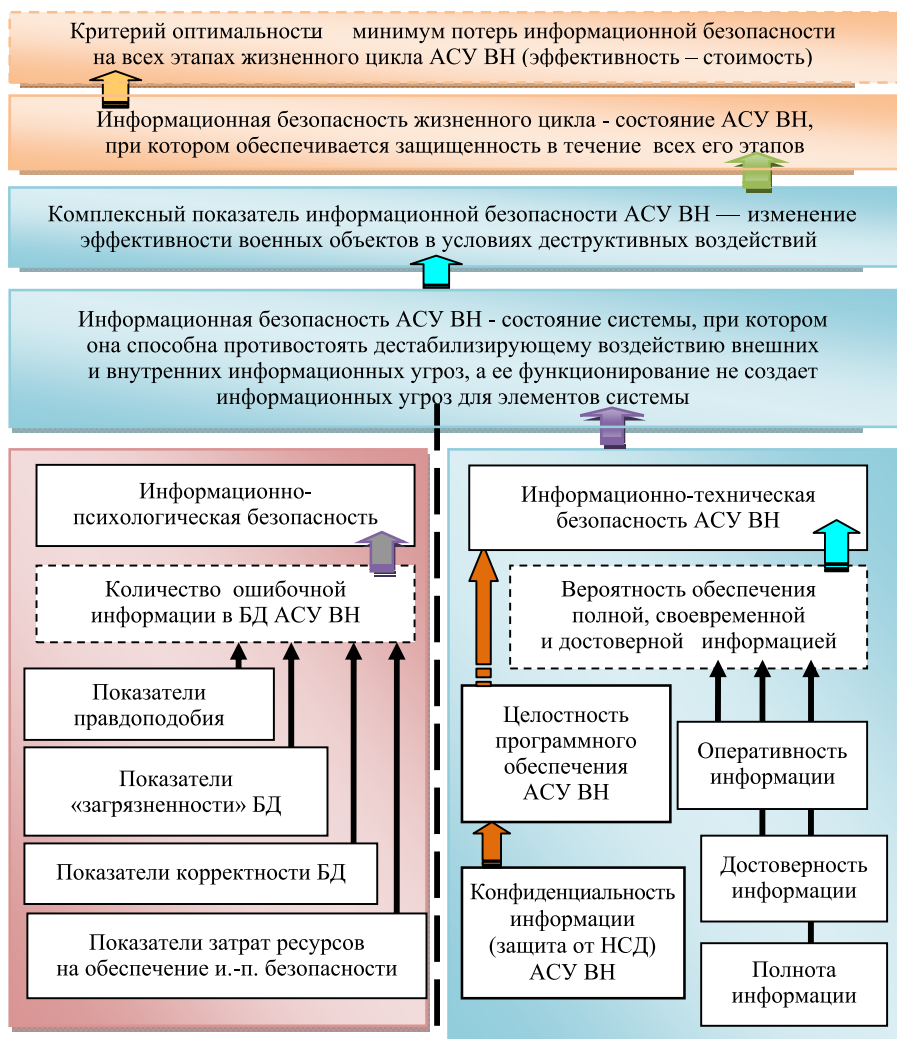 Критерий оптимальности минимум потерь информационной безопасности
на всех этапах жизненного цикла АСУ ВН (эффективность – стоимость)
Информационная безопасность жизненного цикла - состояние АСУ ВН,
при котором обеспечивается защищенность в течение всех его этапов
Комплексный показатель информационной безопасности АСУ ВН — изменение
эффективности военных объектов в условиях деструктивных воздействий
Информационная безопасность АСУ ВН - состояние системы, при котором
она способна противостоять дестабилизирующему воздействию внешних
и внутренних информационных угроз, а ее функционирование не создает
информационных угроз для элементов системы
Информационно-
психологическая безопасность
Количество ошибочной
информации в БД АСУ ВН
Показатели
правдоподобия
Показатели
«загрязненности» БД
Показатели корректности БД
Показатели затрат ресурсов
на обеспечение и.-п. безопасности
Информационно-техническая
безопасность АСУ ВН
Вероятность обеспечения
полной, своевременной
и достоверной информацией
Целостность
программного
обеспечения
АСУ ВН
Конфиденциальность
информации
(защита от НСД)
АСУ ВН
Оперативность
информации
Достоверность
информации
Полнота
информации